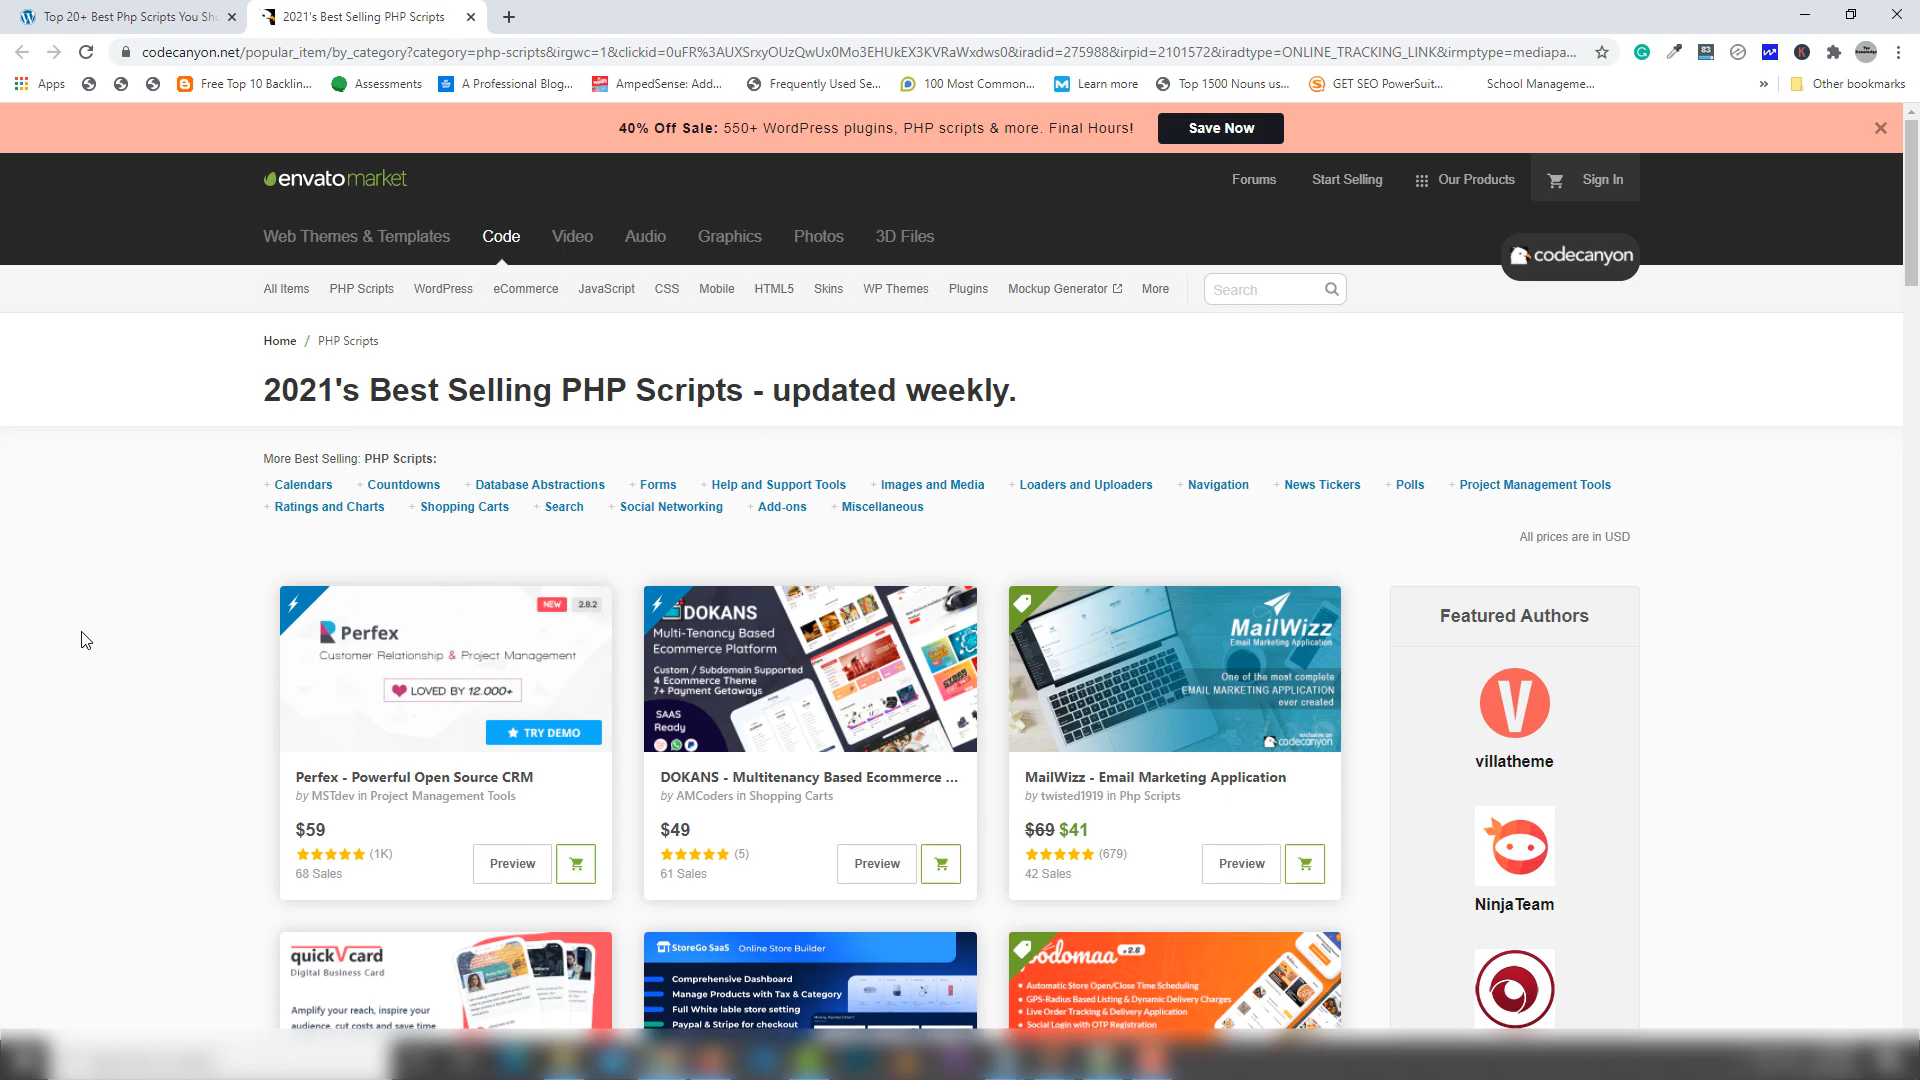 Top 20+ Best Php Scripts You Sh
2021's Best Selling PHP Scripts
codecanyon.net/popular_item/by_category?category=php-scripts&irgwc=1&clickid=0uFR%3AUXSrxyOUzQwUx0Mo3EHUkEX3KVRaWxdws0&iradid=275988&irpid=2101572&iradtype=ONLINE_TRACKING_LINK&irmptype=mediapa...
Apps
Free Top 10 Backlin...
Assessments
A Professional Blog...
AmpedSense: Add...
Frequently Used Se...
100 Most Common...
Learn more
Top 1500 Nouns us...
GET SEO PowerSuit...
School Manageme...
»
Other bookmarks
40% Off Sale: 550+ WordPress plugins, PHP scripts & more. Final Hours!
Save Now
envatomarket
Forums
Start Selling
Our Products
Sign In
Web Themes & Templates
Code
Video
Audio
Graphics
Photos
3D Files
codecanyon
All Items
PHP Scripts
WordPress
eCommerce
JavaScript
CSS
Mobile
HTML5
Skins
WP Themes
Plugins
Mockup Generator
More
Search
Home / PHP Scripts
2021's Best Selling PHP Scripts - updated weekly.
More Best Selling: PHP Scripts:
+ Calendars + Countdowns + Database Abstractions + Forms + Help and Support Tools + Images and Media + Loaders and Uploaders + Navigation + News Tickers + Polls + Project Management Tools
+ Ratings and Charts + Shopping Carts + Search + Social Networking + Add-ons + Miscellaneous
All prices are in USD
NEW 2.8.2
Perfex
Customer Relationship & Project Management
LOVED BY 12.000+
TRY DEMO
Perfex - Powerful Open Source CRM
by MSTdev in Project Management Tools
$59
(1K)
68 Sales
Preview
DOKANS
Multi-Tenancy Based
Ecommerce Platform
Custom / Subdomain Supported
4 Ecommerce Theme
7+ Payment Getaways
SAAS
Ready
DOKANS - Multitenancy Based Ecommerce ...
by AMCoders in Shopping Carts
$49
(5)
61 Sales
Preview
MailWizz
Email Marketing Application
One of the most complete
EMAIL MARKETING APPLICATION
ever created
exclusive on
codecanyon
MailWizz - Email Marketing Application
by twisted1919 in Php Scripts
$69 $41
(679)
42 Sales
Preview
Featured Authors
villatheme
NinjaTeam
quickVcard
Digital Business Card
Amplify your reach, inspire your
audience, cut costs and save time
StoreGo SaaS Online Store Builder
Comprehensive Dashboard
Manage Products with Tax & Category
Full White lable store setting
Paypal & Stripe for checkout
odomaa v2.6
• Automatic Store Open/Close Time Scheduling
• GPS-Radius Based Listing & Dynamic Delivery Charges
• Live Order Tracking & Delivery Application
• Social Login with OTP Registration